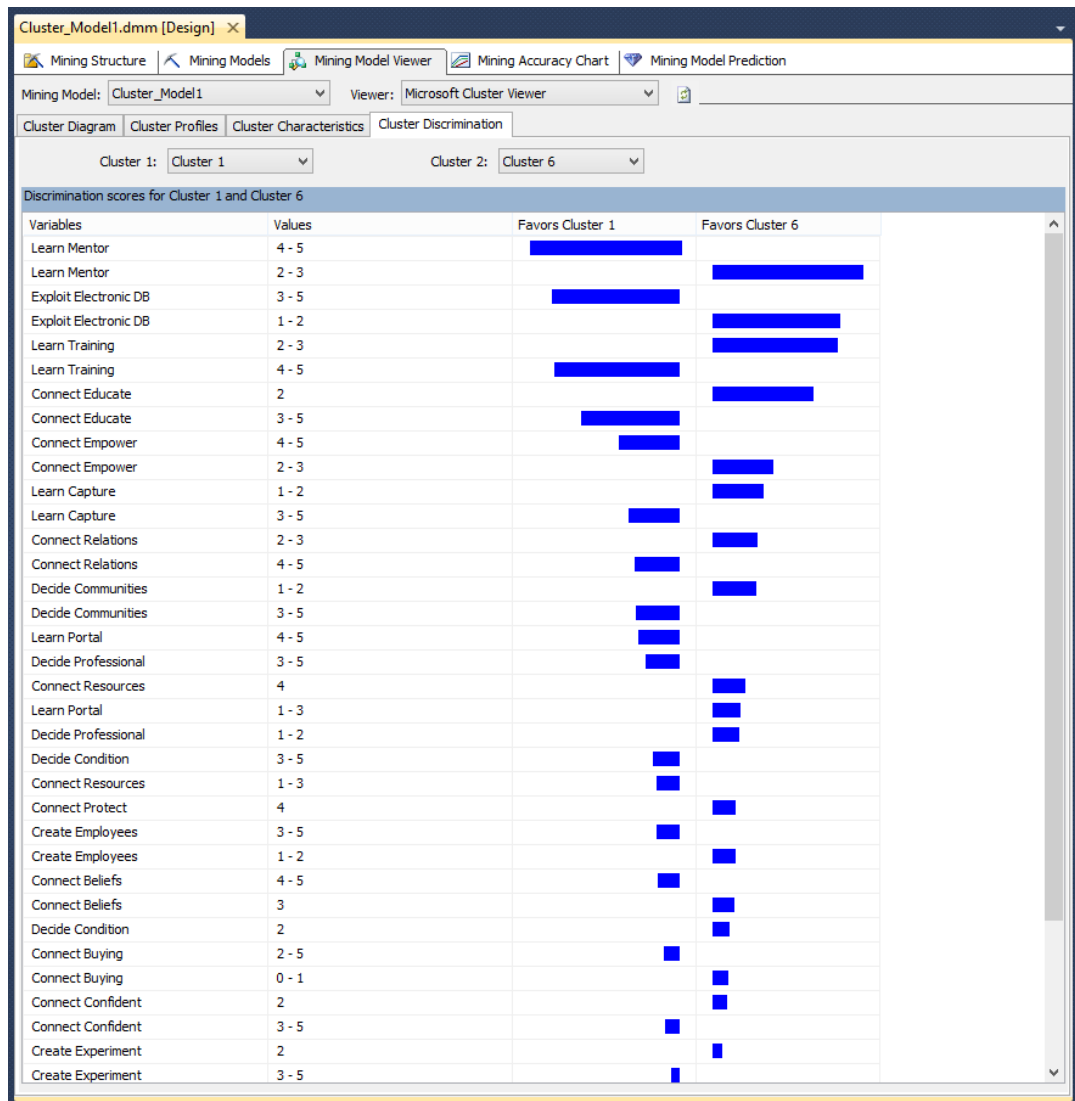 Cluster_Model1.dmm [Design]
Mining Structure Mining Models Mining Model Viewer Mining Accuracy Chart Mining Model Prediction
Mining Model: Cluster_Model1 Viewer: Microsoft Cluster Viewer
Cluster Diagram Cluster Profiles Cluster Characteristics Cluster Discrimination
Cluster 1: Cluster 1 Cluster 2: Cluster 6
Discrimination scores for Cluster 1 and Cluster 6
Variables Values Favors Cluster 1 Favors Cluster 6
Learn Mentor 4 - 5
Learn Mentor 2 - 3
Exploit Electronic DB 3 - 5
Exploit Electronic DB 1 - 2
Learn Training 2 - 3
Learn Training 4 - 5
Connect Educate 2
Connect Educate 3 - 5
Connect Empower 4 - 5
Connect Empower 2 - 3
Learn Capture 1 - 2
Learn Capture 3 - 5
Connect Relations 2 - 3
Connect Relations 4 - 5
Decide Communities 1 - 2
Decide Communities 3 - 5
Learn Portal 4 - 5
Decide Professional 3 - 5
Connect Resources 4
Learn Portal 1 - 3
Decide Professional 1 - 2
Decide Condition 3 - 5
Connect Resources 1 - 3
Connect Protect 4
Create Employees 3 - 5
Create Employees 1 - 2
Connect Beliefs 4 - 5
Connect Beliefs 3
Decide Condition 2
Connect Buying 2 - 5
Connect Buying 0 - 1
Connect Confident 2
Connect Confident 3 - 5
Create Experiment 2
Create Experiment 3 - 5